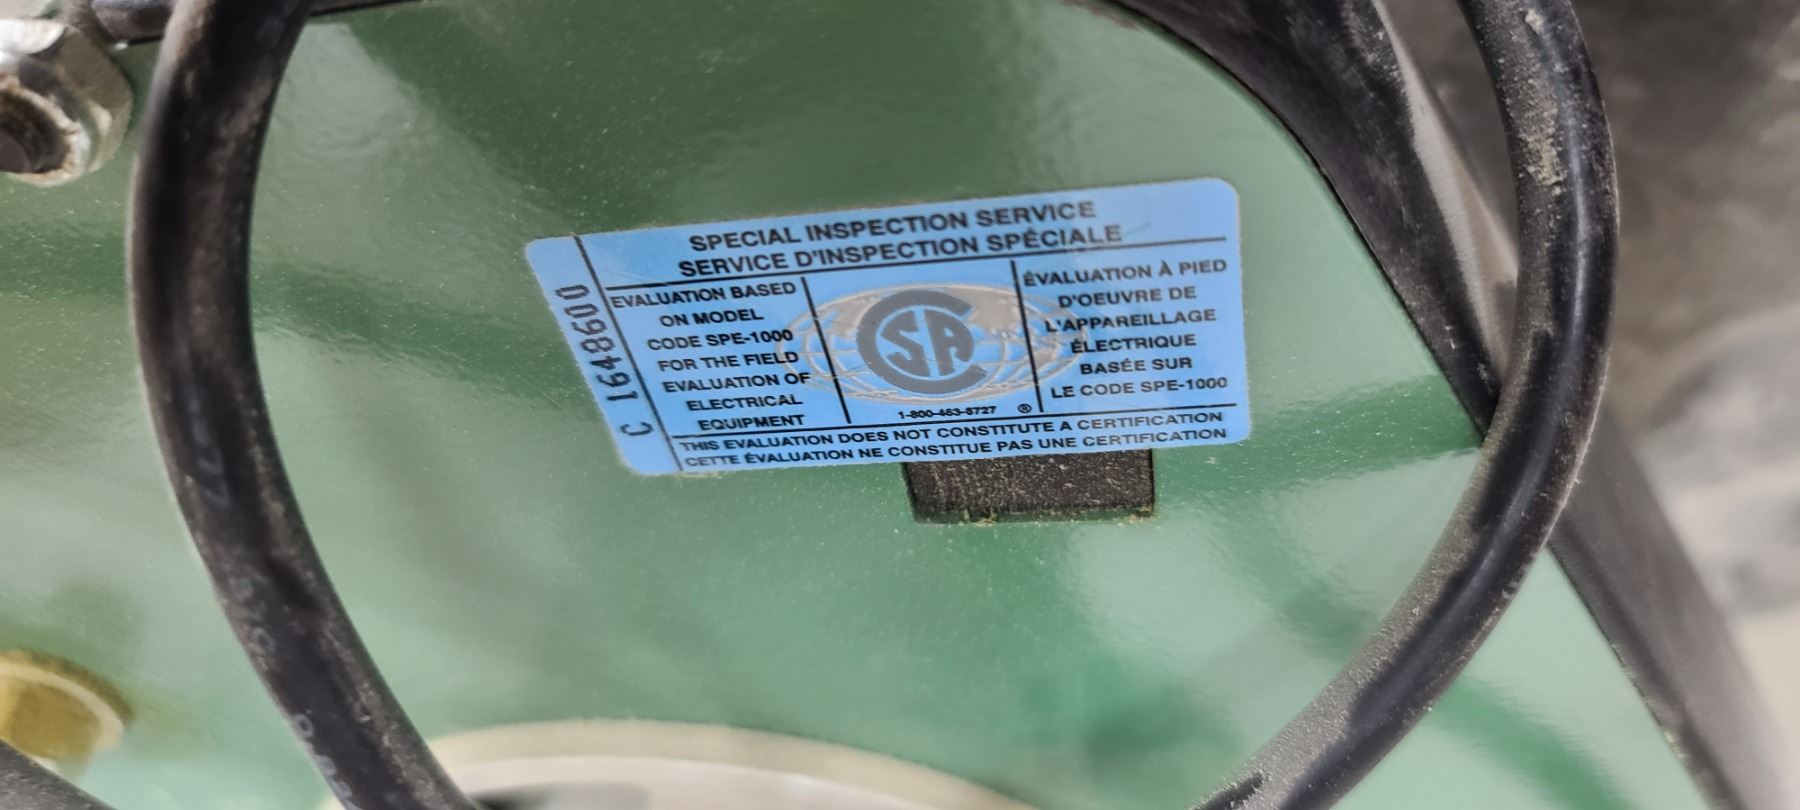 SPECIAL INSPECTION SERVICE
SERVICE D'INSPECTION SPÉCIALE
C 1648600
EVALUATION BASED
ON MODEL
CODE SPE-1000
FOR THE FIELD
EVALUATION OF
ELECTRICAL
EQUIPMENT
CSA
1-800-463-6727 ®
ÉVALUATION À PIED
D'OEUVRE DE
L'APPAREILLAGE
ÉLECTRIQUE
BASÉE SUR
LE CODE SPE-1000
THIS EVALUATION DOES NOT CONSTITUTE A CERTIFICATION
CETTE ÉVALUATION NE CONSTITUE PAS UNE CERTIFICATION